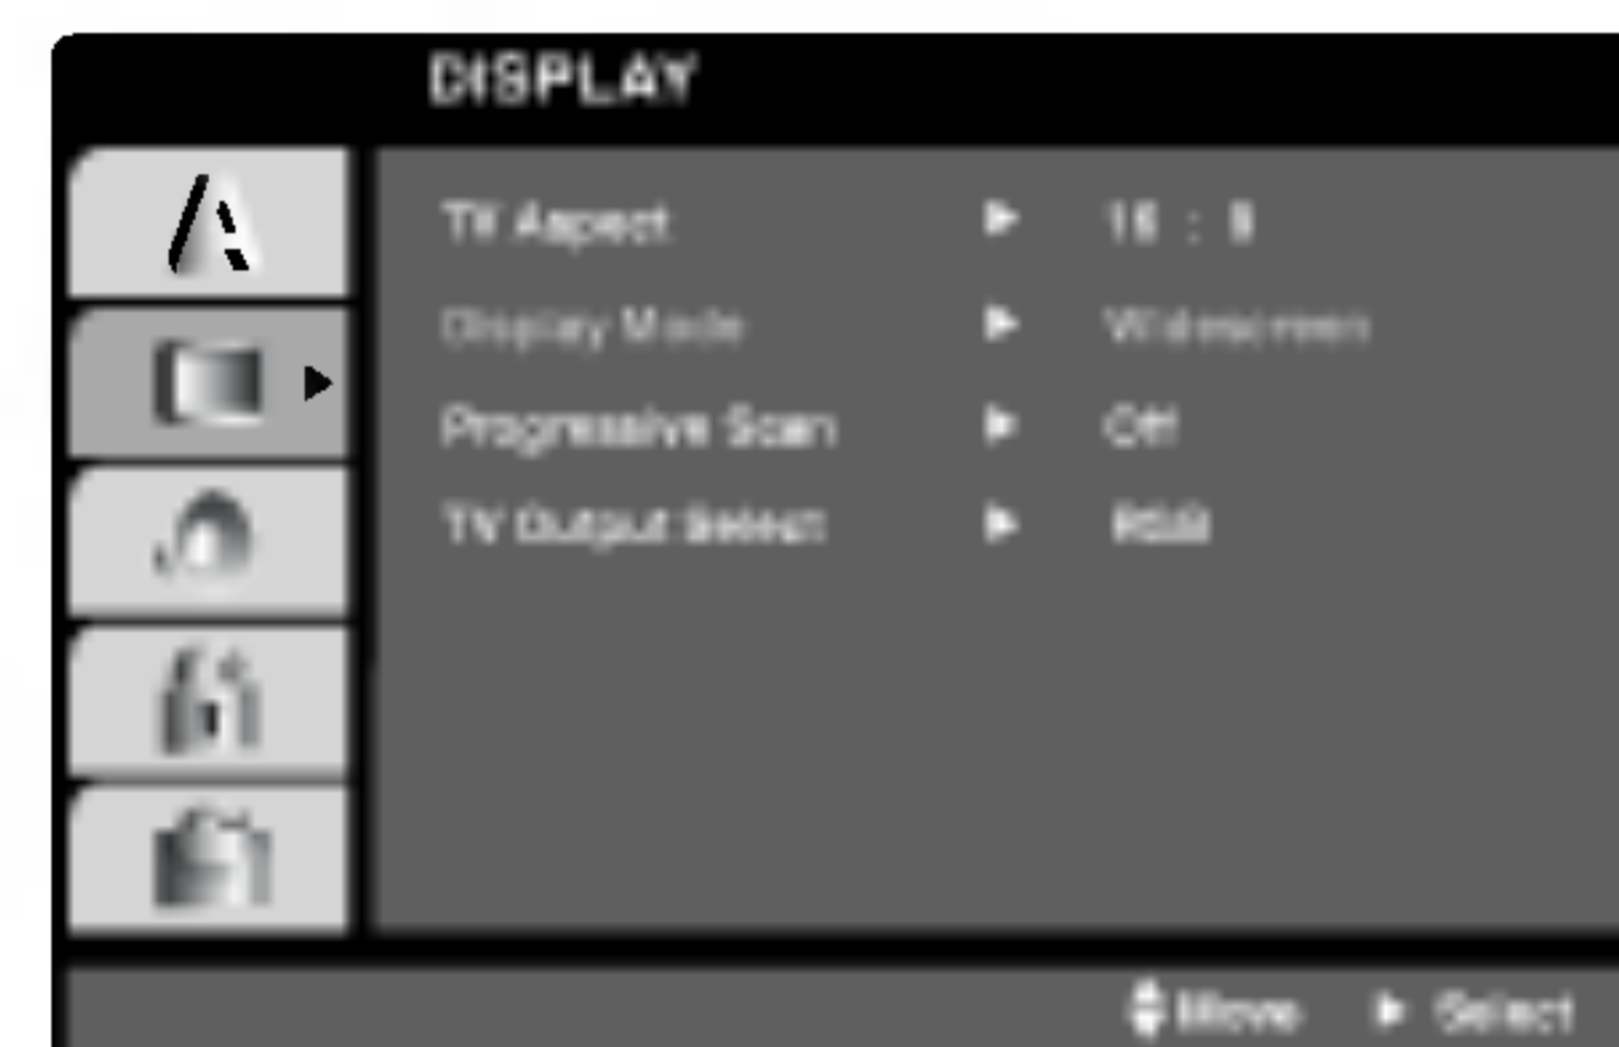 DISPLAY
TV Aspect 16 : 9
Display Mode Widescreen
Progressive Scan Off
TV Output Select RGB
Move Select